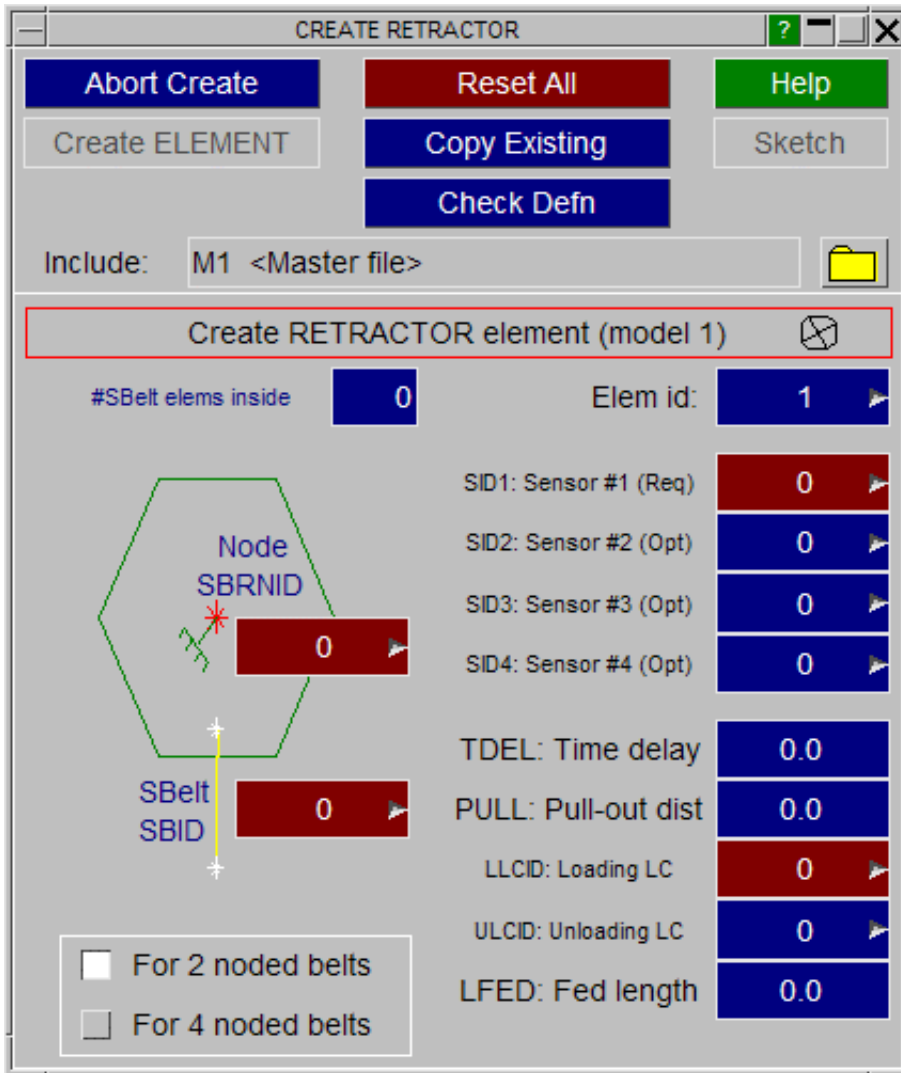 CREATE RETRACTOR ?
Abort Create Reset All Help
Create ELEMENT Copy Existing Sketch
Check Defn
Include: M1 <Master file>
Create RETRACTOR element (model 1)
#SBelt elems inside 0 Elem id: 1
SID1: Sensor #1 (Req) 0
Node SID2: Sensor #2 (Opt) 0
SBRNID SID3: Sensor #3 (Opt) 0
0 SID4: Sensor #4 (Opt) 0
TDEL: Time delay 0.0
SBelt 0 PULL: Pull-out dist 0.0
SBID
LLCID: Loading LC 0
ULCID: Unloading LC 0
For 2 noded belts LFED: Fed length 0.0
For 4 noded belts